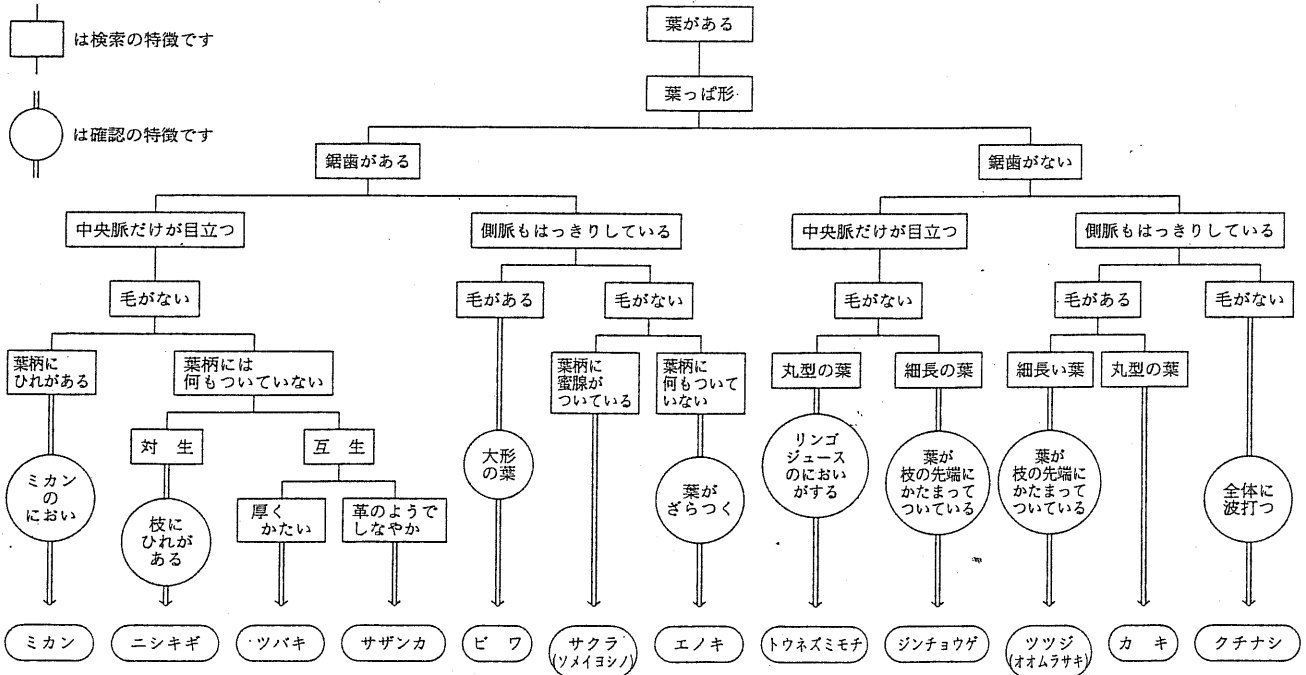 は検索の特徴です
は確認の特徴です
葉がある
葉っぱ形
鋸歯がある
鋸歯がない
中央脈だけが目立つ
側脈もはっきりしている
中央脈だけが目立つ
側脈もはっきりしている
毛がない
毛がある
毛がない
毛がない
毛がある
毛がない
葉柄に
ひれがある
葉柄には
何もついていない
葉柄に
蜜腺が
ついている
葉柄に
何もついて
いない
丸型の葉
細長の葉
細長い葉
丸型の葉
対 生
互 生
ミカン
の
におい
枝に
ひれが
ある
厚く
かたい
革のようで
しなやか
大形
の葉
葉が
ざらつく
リンゴ
ジュース
のにおい
がする
葉が
枝の先端に
かたまって
ついている
葉が
枝の先端に
かたまって
ついている
全体に
波打つ
ミカン
ニシキギ
ツバキ
サザンカ
ビ ワ
サクラ
(ソメイヨシノ)
エノキ
トウネズミモチ
ジンチョウゲ
ツツジ
(オオムラサキ)
カ キ
クチナシ